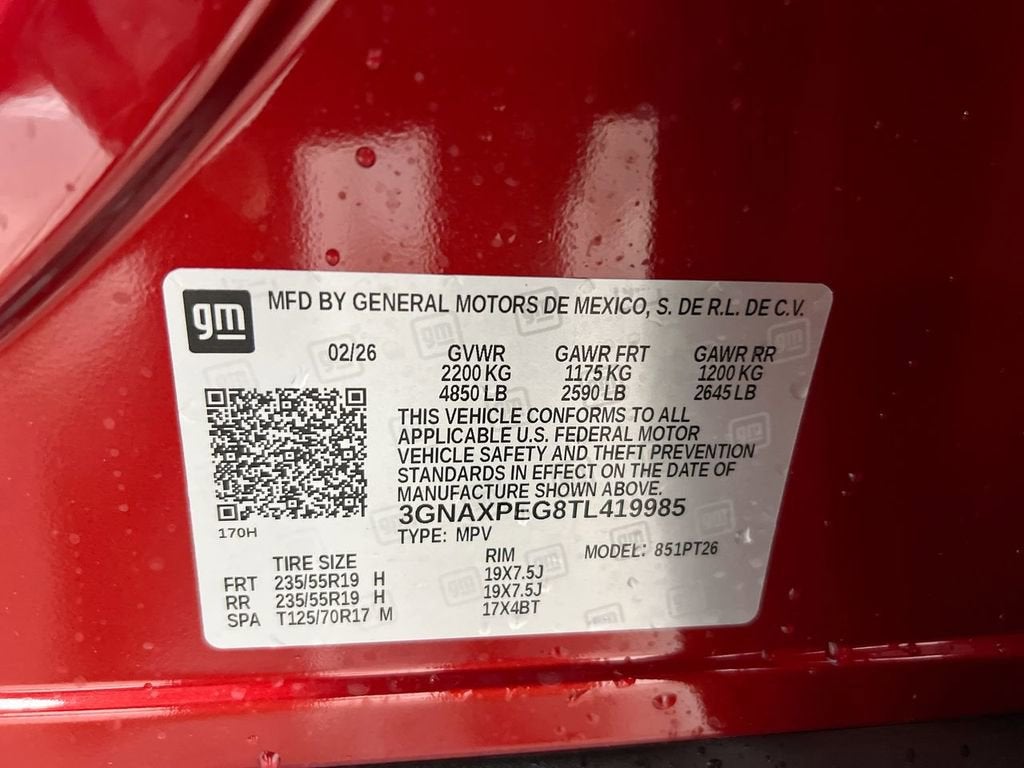 gm
MFD BY GENERAL MOTORS DE MEXICO, S. DE R.L. DE C.V.
02/26 GVWR GAWR FRT GAWR RR
2200 KG 1175 KG 1200 KG
4850 LB 2590 LB 2645 LB
THIS VEHICLE CONFORMS TO ALL
APPLICABLE U.S. FEDERAL MOTOR
VEHICLE SAFETY AND THEFT PREVENTION
STANDARDS IN EFFECT ON THE DATE OF
MANUFACTURE SHOWN ABOVE.
3GNAXPEG8TL419985
170H
TYPE: MPV MODEL: 851PT26
TIRE SIZE RIM
FRT 235/55R19 H 19X7.5J
RR 235/55R19 H 19X7.5J
SPA T125/70R17 M 17X4BT